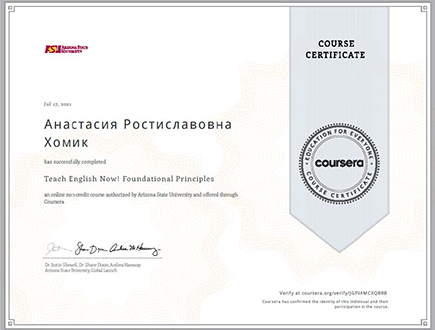 ASU ARIZONA STATE
UNIVERSITY
COURSE
CERTIFICATE
Jul 17, 2021
Анастасия Ростиславовна
Хомик
has successfully completed
Teach English Now! Foundational Principles
an online non-credit course authorized by Arizona State University and offered through
Coursera
EDUCATION FOR EVERYONE
coursera
COURSE CERTIFICATE
Dr. Justin Shewell, Dr. Shane Dixon, Andrea Haraway
Arizona State University, Global Launch
Verify at coursera.org/verify/
Coursera has confirmed the identity of this individual and their
participation in the course.